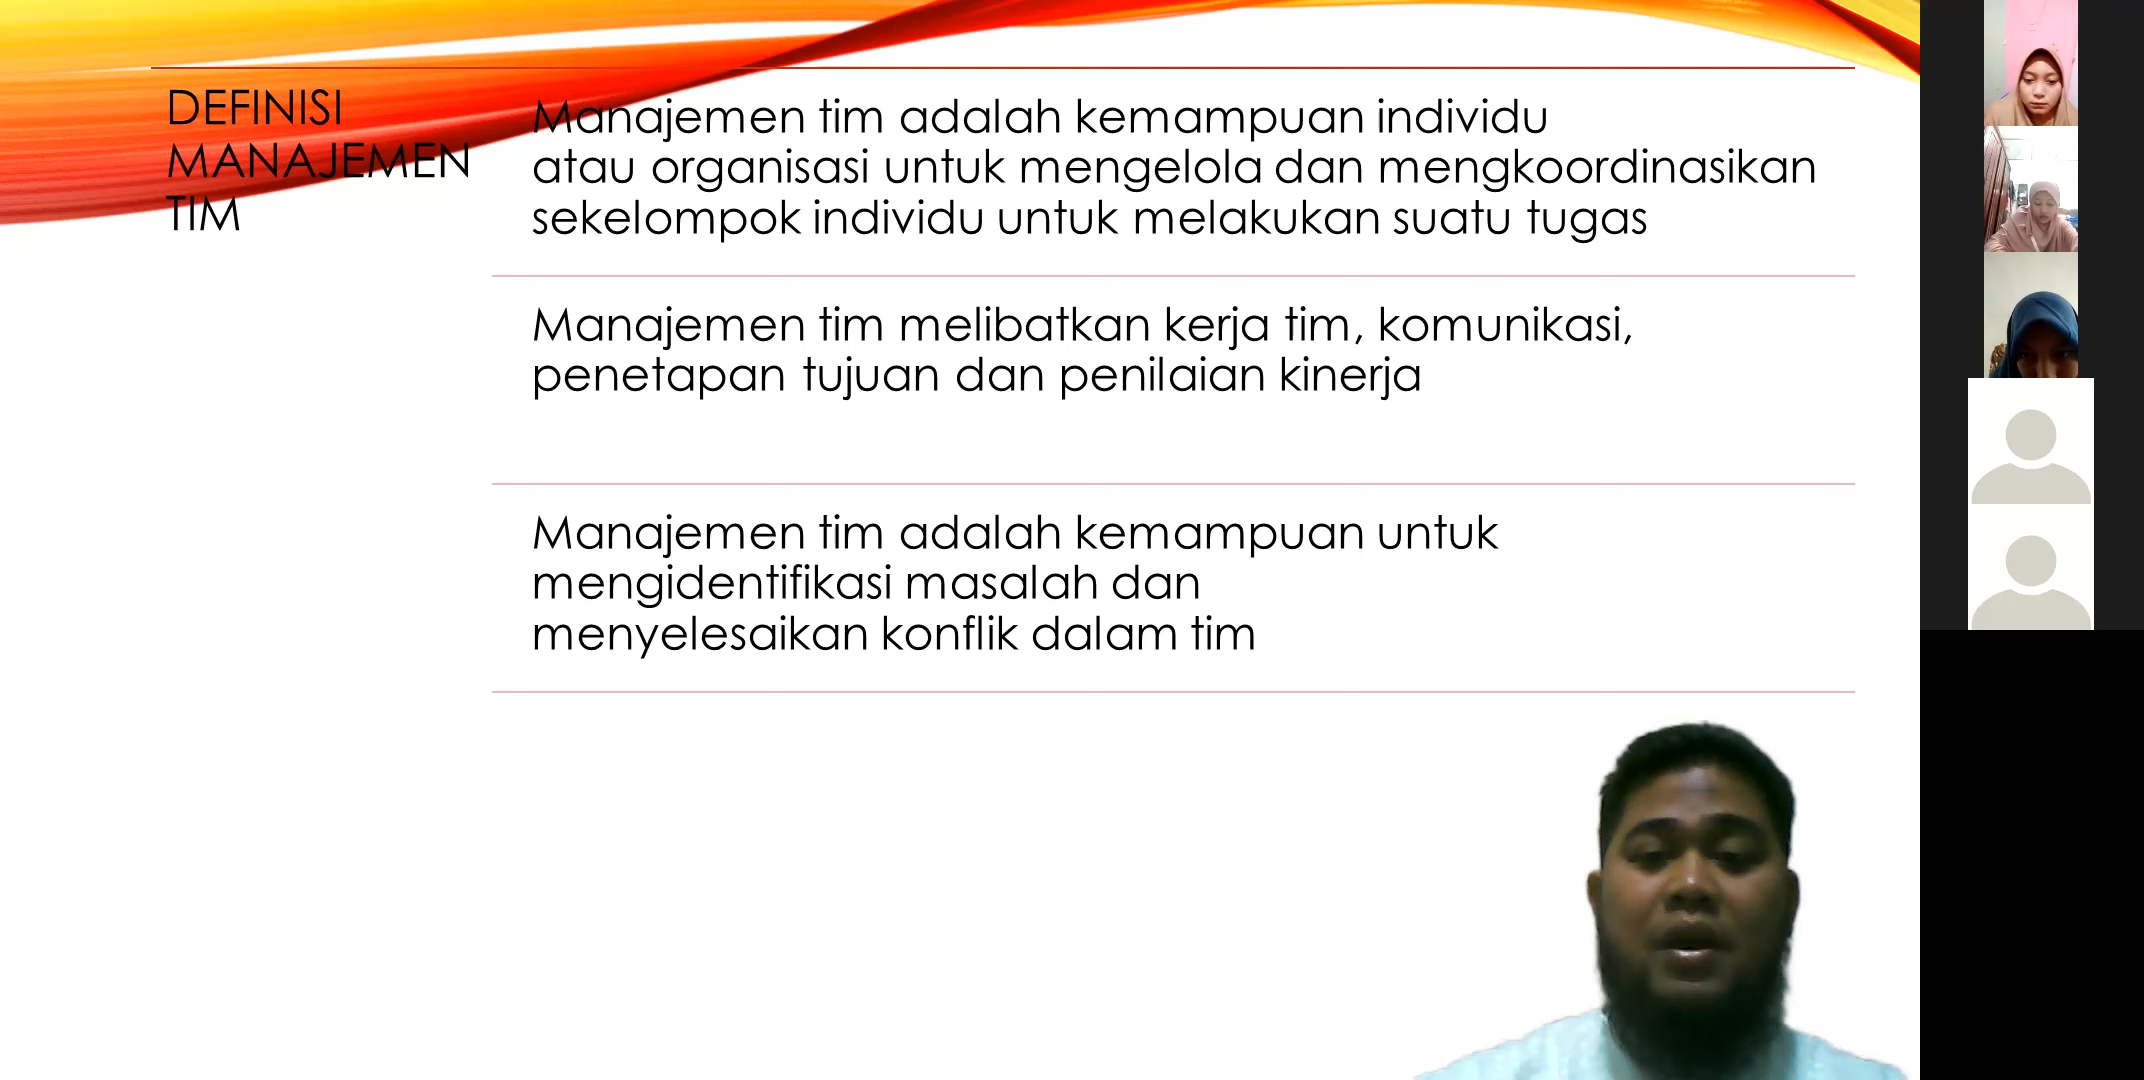 DEFINISI
MANAJEMEN
TIM
Manajemen tim adalah kemampuan individu
atau organisasi untuk mengelola dan mengkoordinasikan
sekelompok individu untuk melakukan suatu tugas
Manajemen tim melibatkan kerja tim, komunikasi,
penetapan tujuan dan penilaian kinerja
Manajemen tim adalah kemampuan untuk
mengidentifikasi masalah dan
menyelesaikan konflik dalam tim